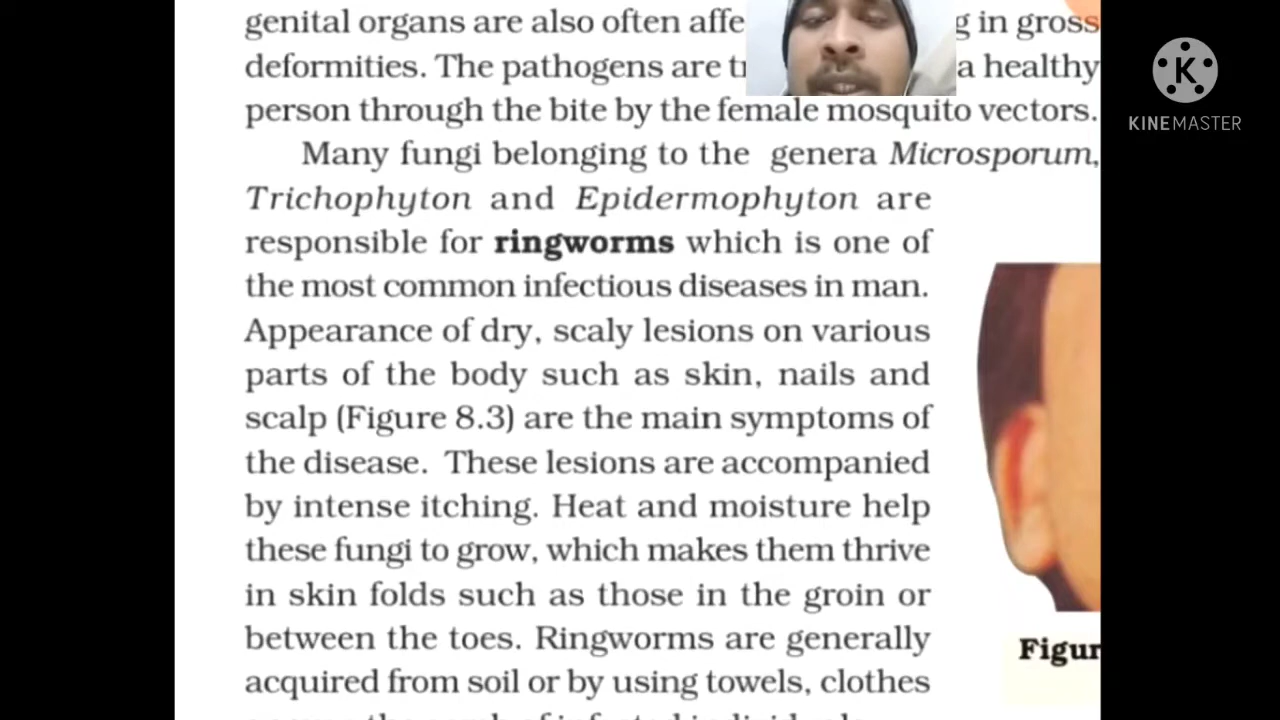 genital organs are also often affe g in gross
deformities. The pathogens are t a healthy
person through the bite by the female mosquito vectors.
Many fungi belonging to the genera Microsporum,
Trichophyton and Epidermophyton are
responsible for ringworms which is one of
the most common infectious diseases in man.
Appearance of dry, scaly lesions on various
parts of the body such as skin, nails and
scalp (Figure 8.3) are the main symptoms of
the disease. These lesions are accompanied
by intense itching. Heat and moisture help
these fungi to grow, which makes them thrive
in skin folds such as those in the groin or
between the toes. Ringworms are generally
acquired from soil or by using towels, clothes
Figur
K
KINEMASTER